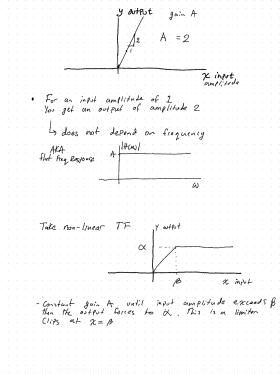 y output
gain A
A = 2
2
1
x input,
amplitude
• For an input amplitude of 1
You get an output of amplitude 2
↳ does not depend on frequency
AKA
flat freq. Response
|H(ω)|
A
ω
Take non-linear TF
y output
α
β
x input
- Constant gain A until input amplitude exceeds β
then the output forces to α. This is a limiter
Clips at x = β